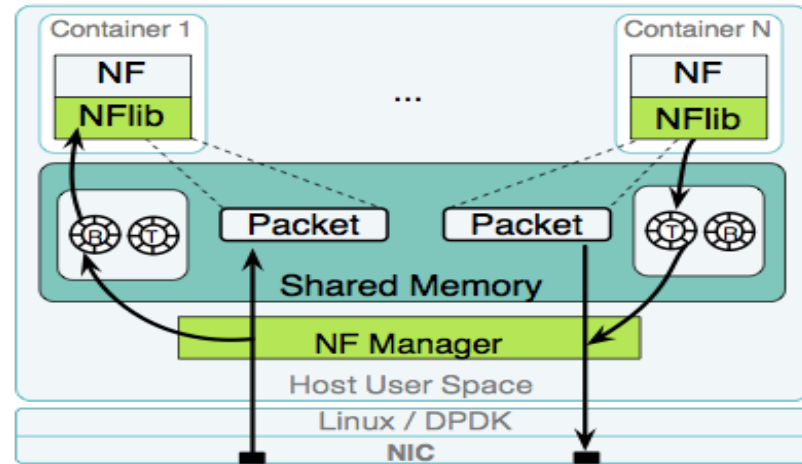 Container 1
NF
NFlib
...
Container N
NF
NFlib
R
T
Packet
Packet
T
R
Shared Memory
NF Manager
Host User Space
Linux / DPDK
NIC